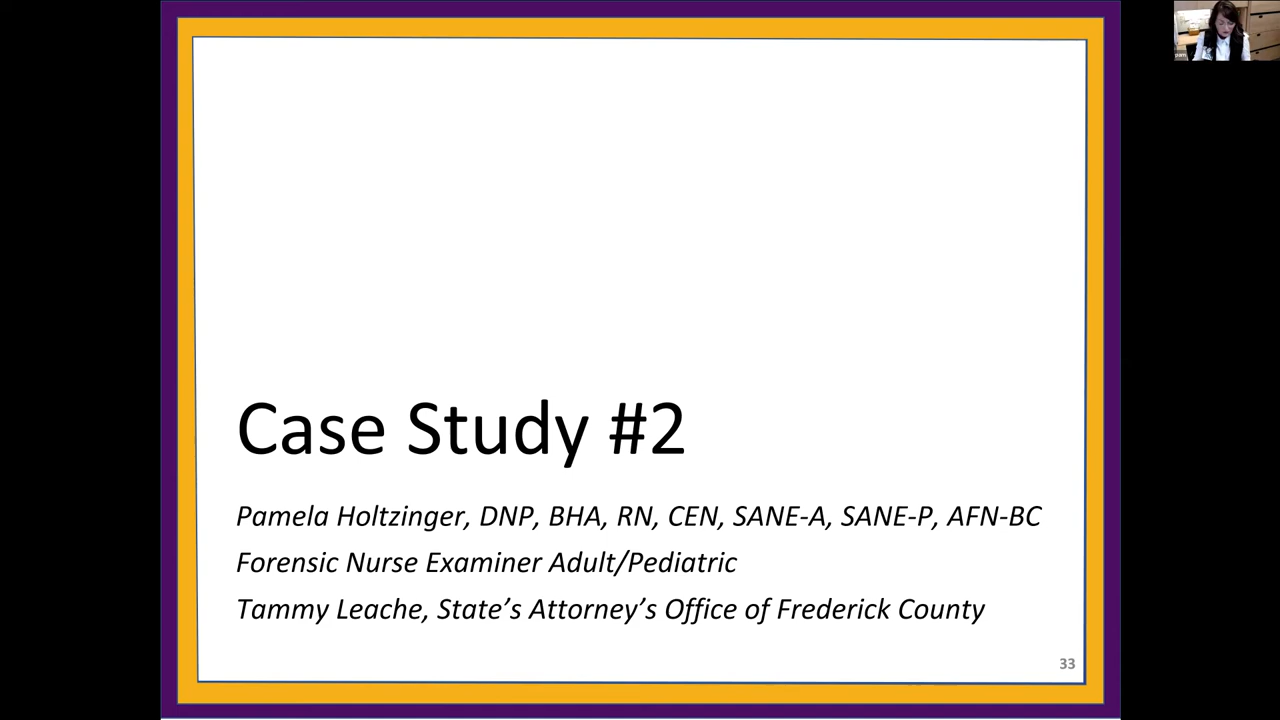 Case Study #2
Pamela Holtzinger, DNP, BHA, RN, CEN, SANE-A, SANE-P, AFN-BC
Forensic Nurse Examiner Adult/Pediatric
Tammy Leache, State’s Attorney’s Office of Frederick County
33